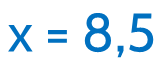 x = 8,5